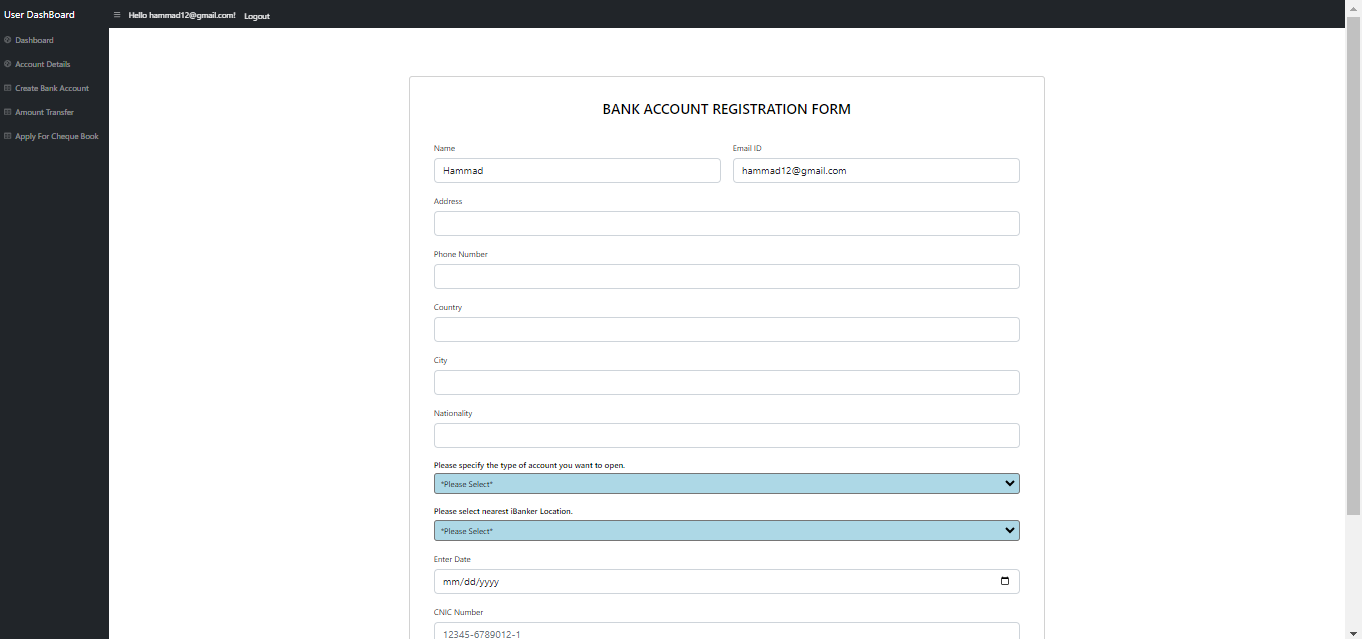 User DashBoard
Hello hammad12@gmail.com! Logout
Dashboard
Account Details
Create Bank Account
Amount Transfer
Apply For Cheque Book
BANK ACCOUNT REGISTRATION FORM
Name Email ID
Hammad hammad12@gmail.com
Address
Phone Number
Country
City
Nationality
Please specify the type of account you want to open.
*Please Select*
Please select nearest iBanker Location.
*Please Select*
Enter Date
mm/dd/yyyy
CNIC Number
12345-6789012-1